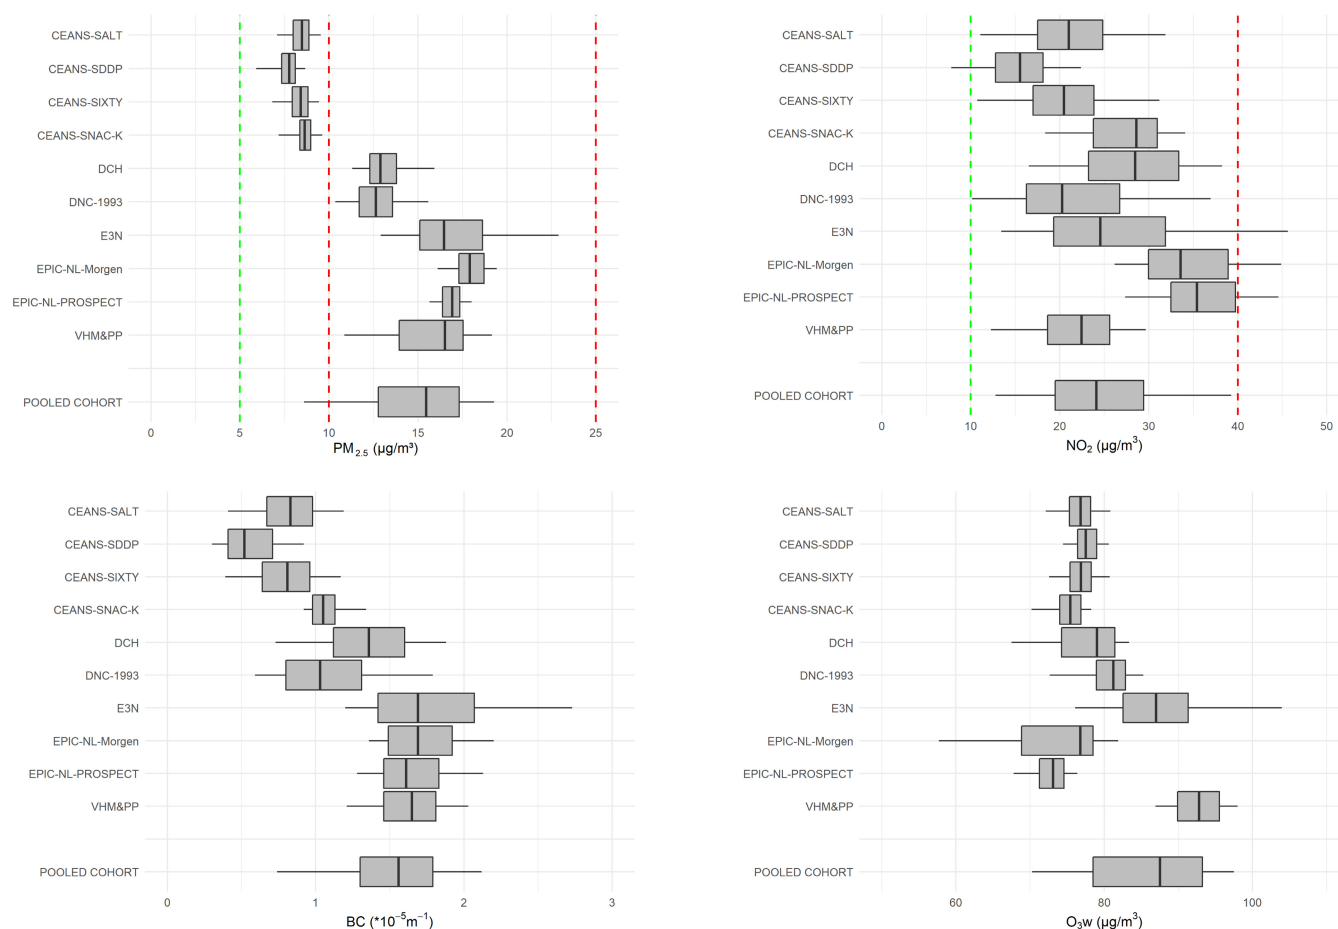 CEANS-SALT
CEANS-SDDP
CEANS-SIXTY
CEANS-SNAC-K
DCH
DNC-1993
E3N
EPIC-NL-Morgen
EPIC-NL-PROSPECT
VHM&PP
POOLED COHORT
0 5 10 15 20 25
PM2.5 (µg/m³)
CEANS-SALT
CEANS-SDDP
CEANS-SIXTY
CEANS-SNAC-K
DCH
DNC-1993
E3N
EPIC-NL-Morgen
EPIC-NL-PROSPECT
VHM&PP
POOLED COHORT
0 10 20 30 40 50
NO₂ (µg/m³)
CEANS-SALT
CEANS-SDDP
CEANS-SIXTY
CEANS-SNAC-K
DCH
DNC-1993
E3N
EPIC-NL-Morgen
EPIC-NL-PROSPECT
VHM&PP
POOLED COHORT
0 1 2 3
BC (*10⁻⁵m⁻¹)
CEANS-SALT
CEANS-SDDP
CEANS-SIXTY
CEANS-SNAC-K
DCH
DNC-1993
E3N
EPIC-NL-Morgen
EPIC-NL-PROSPECT
VHM&PP
POOLED COHORT
60 80 100
O₃w (µg/m³)